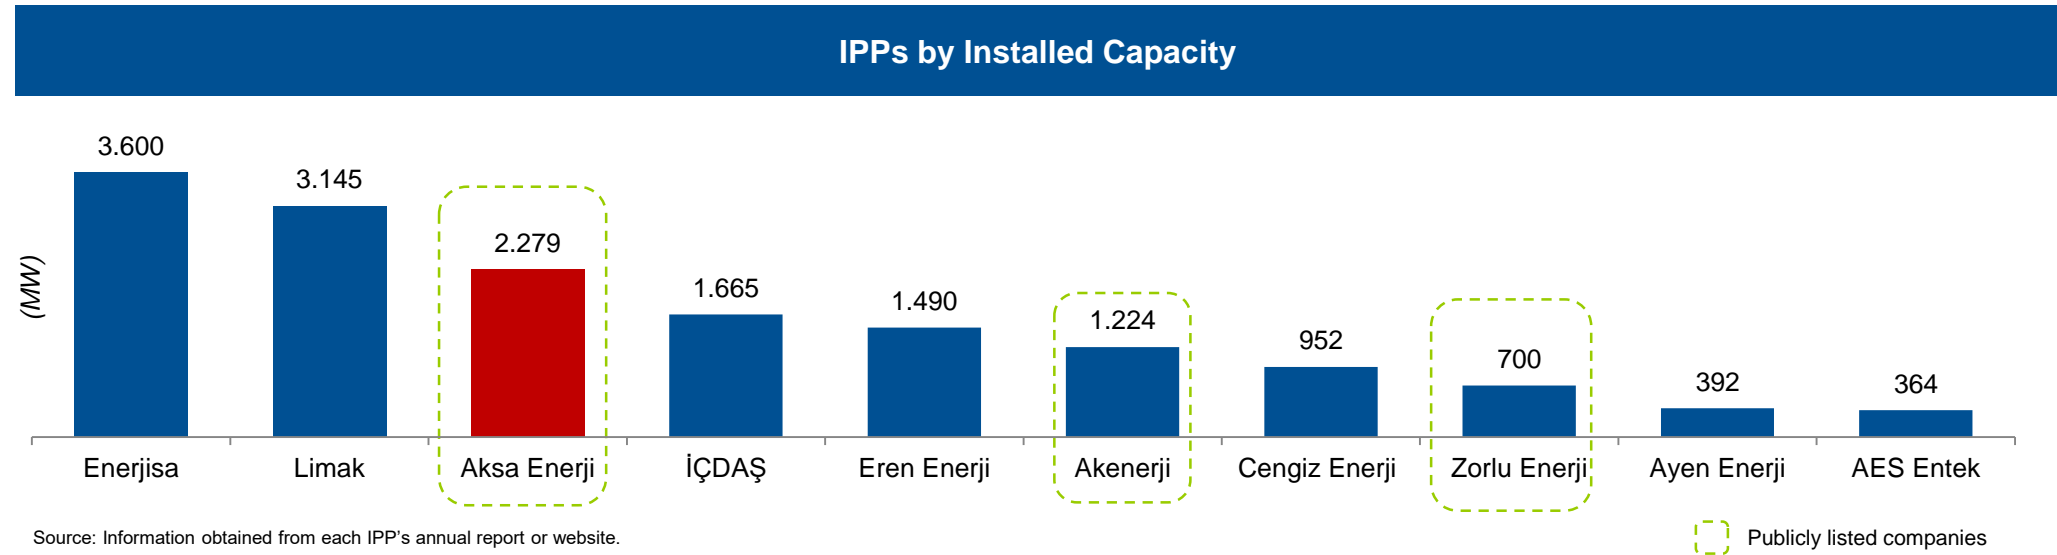 IPPs by Installed Capacity
(MW)
3.600
3.145
2.279
1.665
1.490
1.224
952
700
392
364
Enerjisa
Limak
Aksa Enerji
İÇDAŞ
Eren Enerji
Akenerji
Cengiz Enerji
Zorlu Enerji
Ayen Enerji
AES Entek
Source: Information obtained from each IPP’s annual report or website.
Publicly listed companies